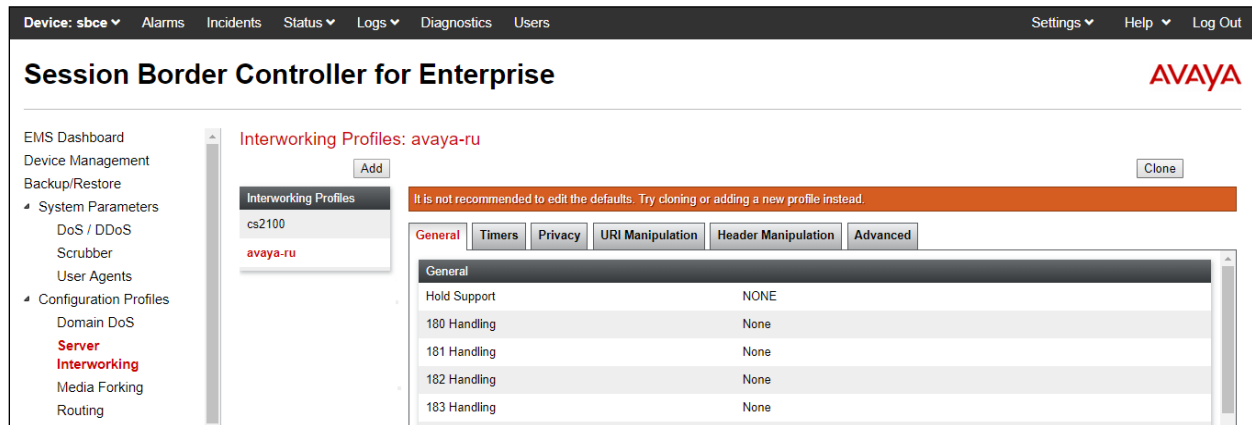 Device: sbce Alarms Incidents Status Logs Diagnostics Users Settings Help Log Out
Session Border Controller for Enterprise
AVAYA
EMS Dashboard
Device Management
Backup/Restore
System Parameters
DoS / DDoS
Scrubber
User Agents
Configuration Profiles
Domain DoS
Server
Interworking
Media Forking
Routing
Interworking Profiles: avaya-ru
Add
Clone
Interworking Profiles
cs2100
avaya-ru
It is not recommended to edit the defaults. Try cloning or adding a new profile instead.
General Timers Privacy URI Manipulation Header Manipulation Advanced
General
Hold Support NONE
180 Handling None
181 Handling None
182 Handling None
183 Handling None